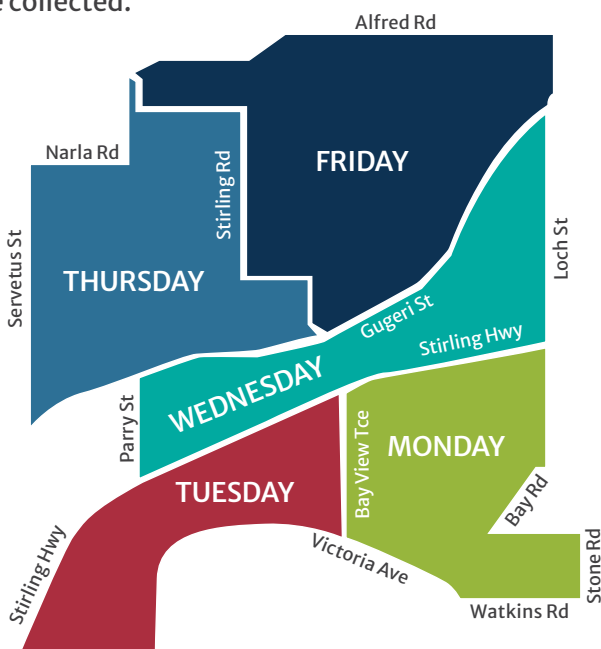 e collected.
Alfred Rd
Narla Rd
Stirling Rd
FRIDAY
Servetus St
THURSDAY
Loch St
Gugeri St
Stirling Hwy
WEDNESDAY
Parry St
Bay View Tce
MONDAY
TUESDAY
Bay Rd
Stirling Hwy
Victoria Ave
Stone Rd
Watkins Rd